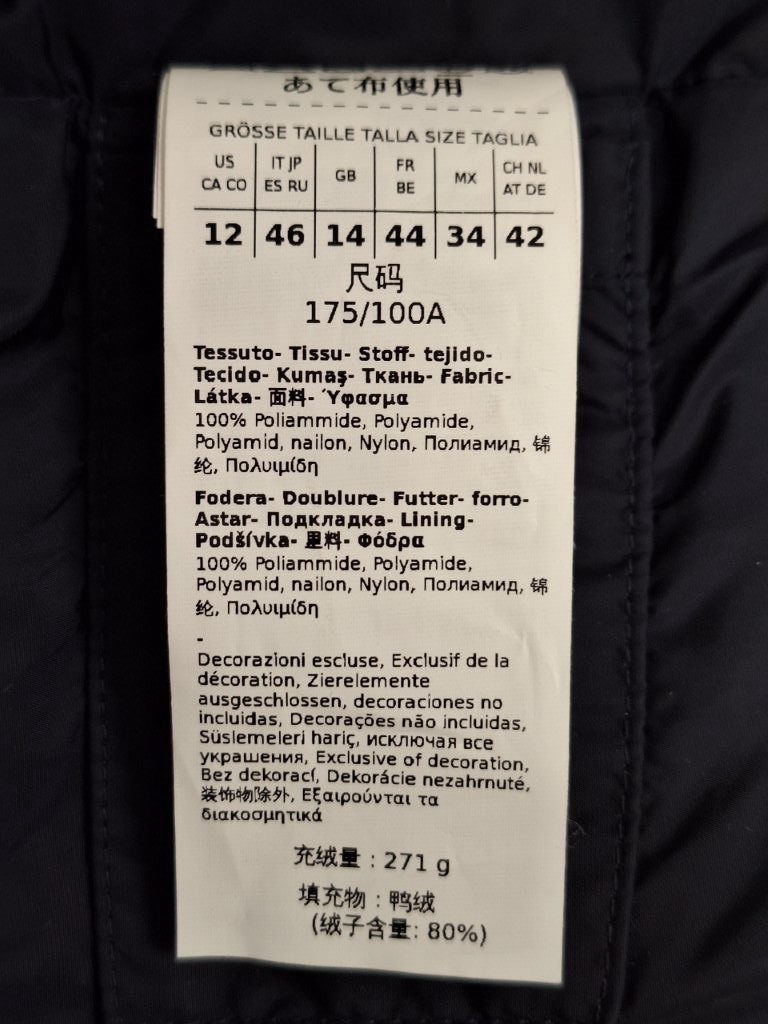 あて布使用
GRÖSSE TAILLE TALLA SIZE TAGLIA
US CA CO IT JP ES RU GB FR BE MX CH NL AT DE
12 46 14 44 34 42
尺码
175/100A
Tessuto- Tissu- Stoff- tejido-
Tecido- Kumaş- Ткань- Fabric-
Látka- 面料- Ύφασμα
100% Poliammide, Polyamide,
Polyamid, nailon, Nylon, Полиамид, 锦
纶, Πολυιμίδη
Fodera- Doublure- Futter- forro-
Astar- Подкладка- Lining-
Podšívka- 里料- Φόδρα
100% Poliammide, Polyamide,
Polyamid, nailon, Nylon, Полиамид, 锦
纶, Πολυιμίδη
-
Decorazioni escluse, Exclusif de la
décoration, Zierelemente
ausgeschlossen, decoraciones no
incluidas, Decorações não incluidas,
Süslemeleri hariç, исключая все
украшения, Exclusive of decoration,
Bez dekorací, Dekorácie nezahrnuté,
装饰物除外, Εξαιρούνται τα
διακοσμητικά
充绒量 : 271 g
填充物 : 鸭绒
(绒子含量: 80%)